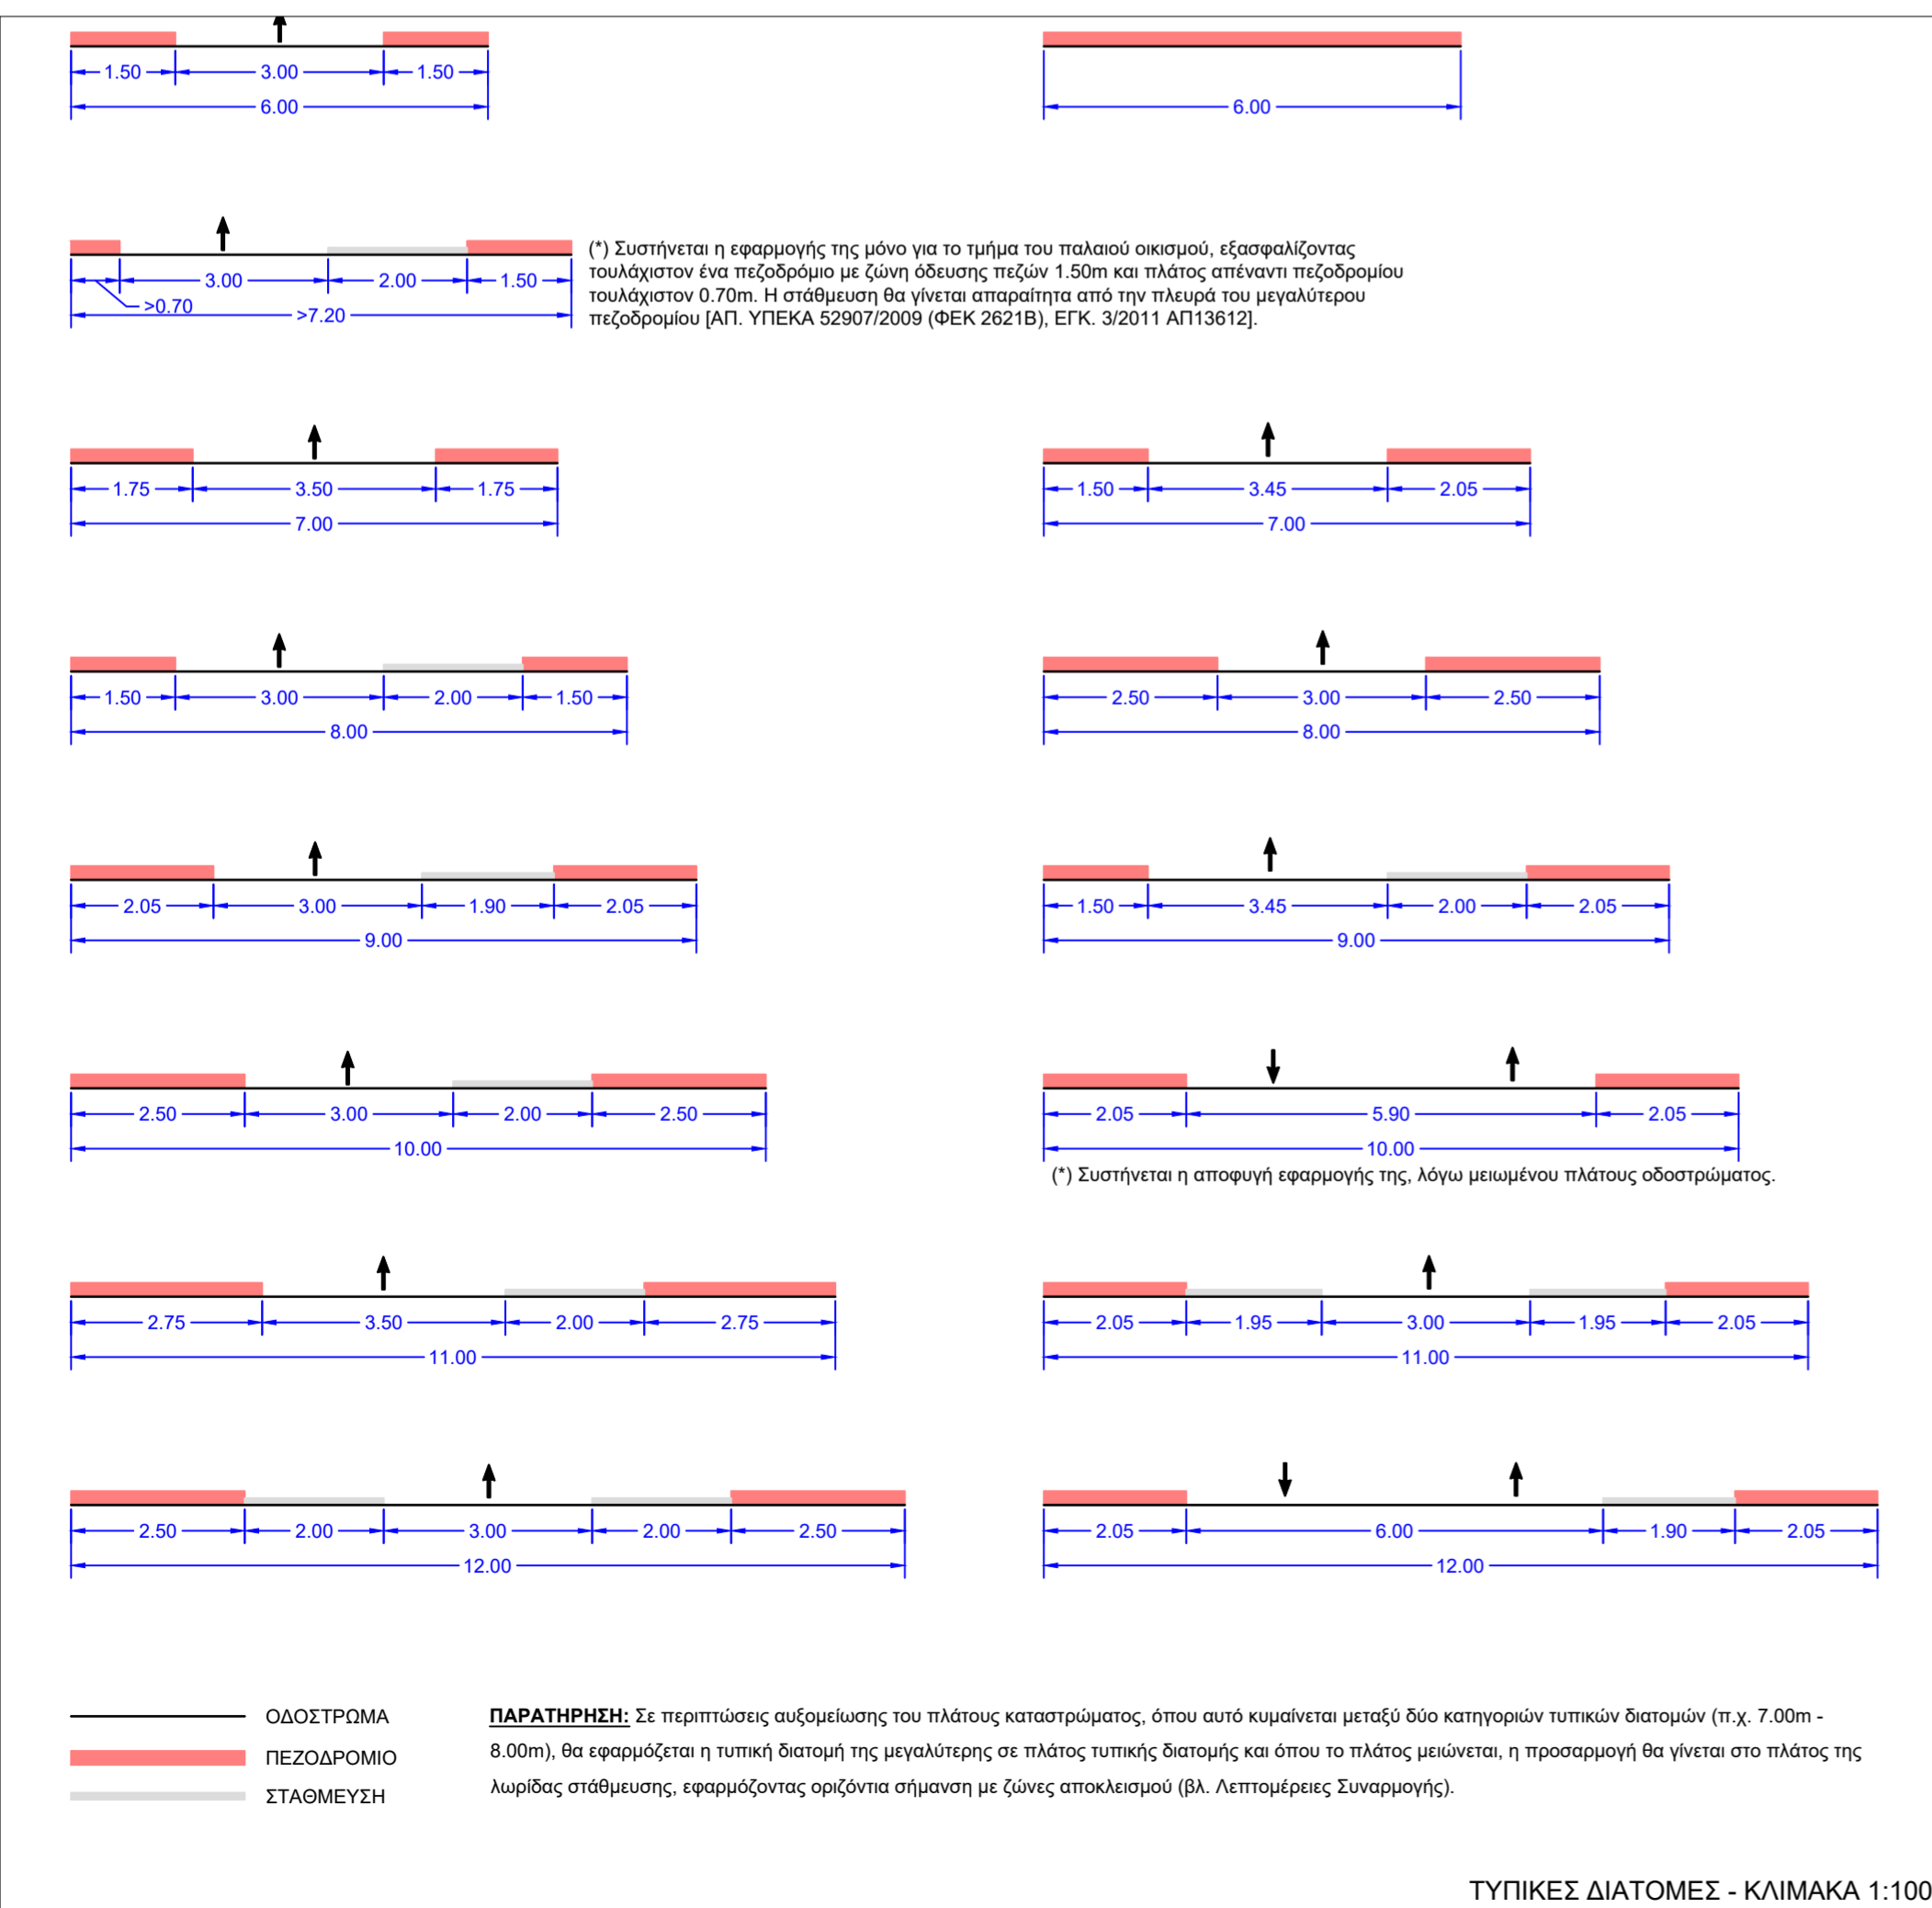 1.50 3.00 1.50
6.00
6.00
(*) Συστήνεται η εφαρμογής της μόνο για το τμήμα του παλαιού οικισμού, εξασφαλίζοντας
τουλάχιστον ένα πεζοδρόμιο με ζώνη όδευσης πεζών 1.50m και πλάτος απέναντι πεζοδρομίου
τουλάχιστον 0.70m. Η στάθμευση θα γίνεται απαραίτητα από την πλευρά του μεγαλύτερου
πεζοδρομίου [ΑΠ. ΥΠΕΚΑ 52907/2009 (ΦΕΚ 2621Β), ΕΓΚ. 3/2011 ΑΠ13612].
3.00 2.00 1.50
>0.70
>7.20
1.75 3.50 1.75
7.00
1.50 3.45 2.05
7.00
1.50 3.00 2.00 1.50
8.00
2.50 3.00 2.50
8.00
2.05 3.00 1.90 2.05
9.00
1.50 3.45 2.00 2.05
9.00
2.50 3.00 2.00 2.50
10.00
2.05 5.90 2.05
10.00
(*) Συστήνεται η αποφυγή εφαρμογής της, λόγω μειωμένου πλάτους οδοστρώματος.
2.75 3.50 2.00 2.75
11.00
2.05 1.95 3.00 1.95 2.05
11.00
2.50 2.00 3.00 2.00 2.50
12.00
2.05 6.00 1.90 2.05
12.00
ΟΔΟΣΤΡΩΜΑ
ΠΕΖΟΔΡΟΜΙΟ
ΣΤΑΘΜΕΥΣΗ
ΠΑΡΑΤΗΡΗΣΗ: Σε περιπτώσεις αυξομείωσης του πλάτους καταστρώματος, όπου αυτό κυμαίνεται μεταξύ δύο κατηγοριών τυπικών διατομών (π.χ. 7.00m -
8.00m), θα εφαρμόζεται η τυπική διατομή της μεγαλύτερης σε πλάτος τυπικής διατομής και όπου το πλάτος μειώνεται, η προσαρμογή θα γίνεται στο πλάτος της
λωρίδας στάθμευσης, εφαρμόζοντας οριζόντια σήμανση με ζώνες αποκλεισμού (βλ. Λεπτομέρειες Συναρμογής).
ΤΥΠΙΚΕΣ ΔΙΑΤΟΜΕΣ - ΚΛΙΜΑΚΑ 1:100